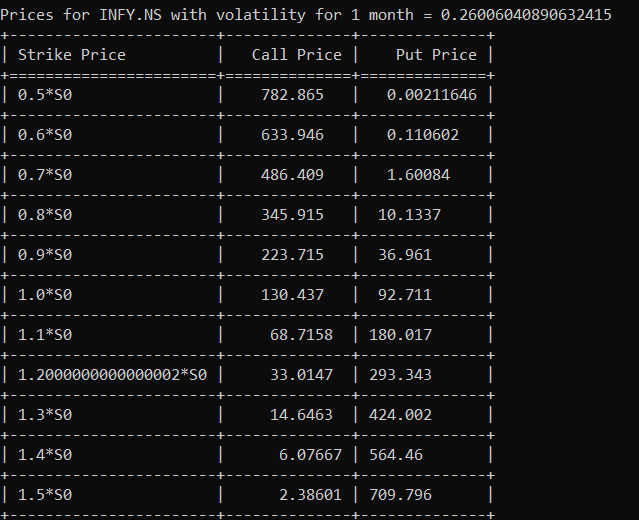 Prices for INFY.NS with volatility for 1 month = 0.26006040890632415
+-----------------------+--------------+--------------+
| Strike Price          |   Call Price |    Put Price |
+=======================+==============+==============+
| 0.5*S0                |    782.865   |   0.00211646 |
+-----------------------+--------------+--------------+
| 0.6*S0                |    633.946   |   0.110602   |
+-----------------------+--------------+--------------+
| 0.7*S0                |    486.409   |   1.60084    |
+-----------------------+--------------+--------------+
| 0.8*S0                |    345.915   |  10.1337     |
+-----------------------+--------------+--------------+
| 0.9*S0                |    223.715   |  36.961      |
+-----------------------+--------------+--------------+
| 1.0*S0                |    130.437   |  92.711      |
+-----------------------+--------------+--------------+
| 1.1*S0                |     68.7158  | 180.017      |
+-----------------------+--------------+--------------+
| 1.2000000000000002*S0 |     33.0147  | 293.343      |
+-----------------------+--------------+--------------+
| 1.3*S0                |     14.6463  | 424.002      |
+-----------------------+--------------+--------------+
| 1.4*S0                |      6.07667 | 564.46       |
+-----------------------+--------------+--------------+
| 1.5*S0                |      2.38601 | 709.796      |
+-----------------------+--------------+--------------+